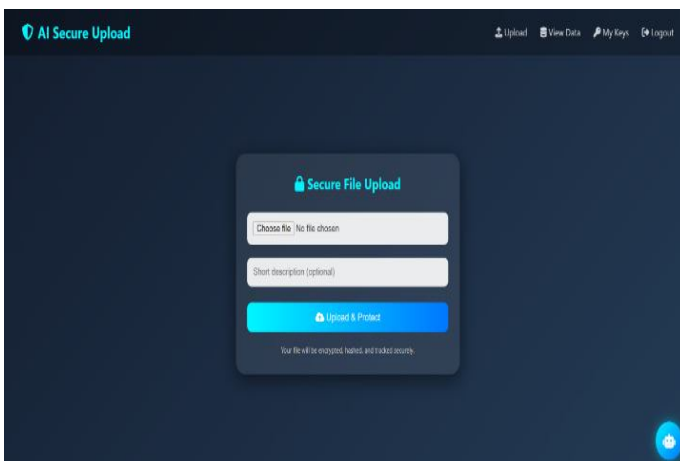 AI Secure Upload
Upload View Data My Keys Logout
Secure File Upload
Choose file No file chosen
Short description (optional)
Upload & Protect
Your file will be encrypted, hashed, and tracked securely.